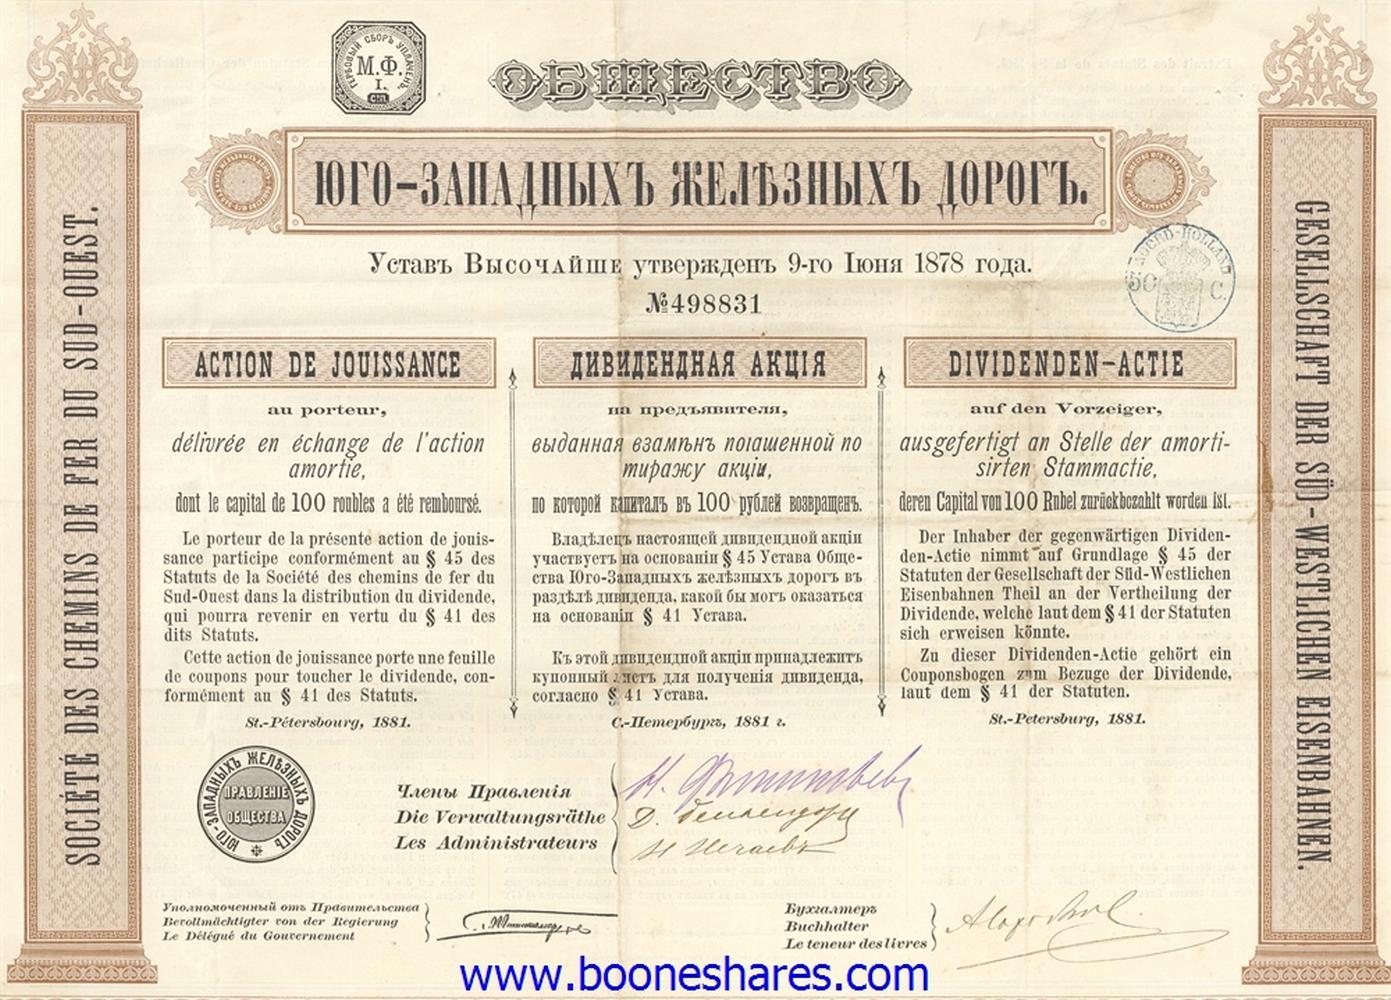 ГЕРБОВЫЙ СБОРЪ УПЛАЧЕНЪ
М.Ф.
I.
СП.
ОБЩЕСТВО
ЮГО-ЗАПАДНЫХЪ ЖЕЛѢЗНЫХЪ ДОРОГЪ.
Уставъ Высочайше утвержденъ 9-го Іюня 1878 года.
№498831
NOORD-HOLLAND
50 C.
SOCIÉTÉ DES CHEMINS DE FER DU SUD-OUEST.
ACTION DE JOUISSANCE
au porteur,
délivrée en échange de l'action
amortie,
dont le capital de 100 roubles a été remboursé.
Le porteur de la présente action de jouis-
sance participe conformément au § 45 des
Statuts de la Société des chemins de fer du
Sud-Ouest dans la distribution du dividende,
qui pourra revenir en vertu du § 41 des
dits Statuts.
Cette action de jouissance porte une feuille
de coupons pour toucher le dividende, con-
formément au § 41 des Statuts.
St.-Pétersbourg, 1881.
ДИВИДЕНДНАЯ АКЦІЯ
на предъявителя,
выданная взамѣнъ погашенной по
тиражу акціи,
по которой капиталъ въ 100 рублей возвращенъ.
Владѣлецъ настоящей дивидендной акціи
участвуетъ на основаніи § 45 Устава Обще-
ства Юго-Западныхъ желѣзныхъ дорогъ въ
раздѣлѣ дивиденда, какой бы могъ оказаться
на основаніи § 41 Устава.
Къ этой дивидендной акціи принадлежитъ
купонный листъ для полученія дивиденда,
согласно § 41 Устава.
С.-Петербургъ, 1881 г.
DIVIDENDEN-ACTIE
auf den Vorzeiger,
ausgefertigt an Stelle der amorti-
sirten Stammactie,
deren Capital von 100 Rubel zurückbezahlt worden ist.
Der Inhaber der gegenwärtigen Dividen-
den-Actie nimmt auf Grundlage § 45 der
Statuten der Gesellschaft der Süd-Westlichen
Eisenbahnen Theil an der Vertheilung der
Dividende, welche laut dem § 41 der Statuten
sich erweisen könnte.
Zu dieser Dividenden-Actie gehört ein
Couponsbogen zum Bezuge der Dividende,
laut dem § 41 der Statuten.
St.-Petersburg, 1881.
GESELLSCHAFT DER SÜD-WESTLICHEN EISENBAHNEN.
ЮГО-ЗАПАДНЫХЪ ЖЕЛѢЗНЫХЪ ДОРОГЪ
ПРАВЛЕНІЕ
ОБЩЕСТВА
Члены Правленія
Die Verwaltungsräthe
Les Administrateurs
Уполномоченный отъ Правительства
Bevollmächtigter von der Regierung
Le Délégué du Gouvernement
Бухгалтеръ
Buchhalter
Le teneur des livres
www.booneshares.com